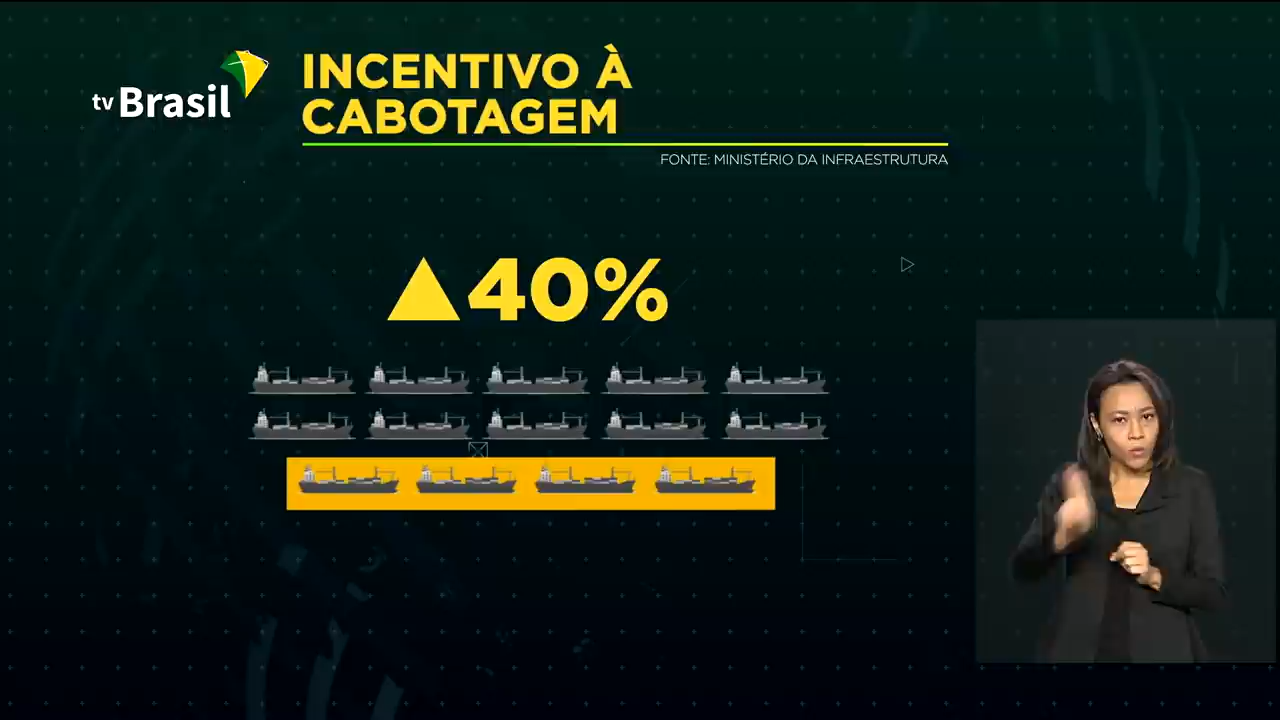 tv Brasil
INCENTIVO À
CABOTAGEM
FONTE: MINISTÉRIO DA INFRAESTRUTURA
▲40%